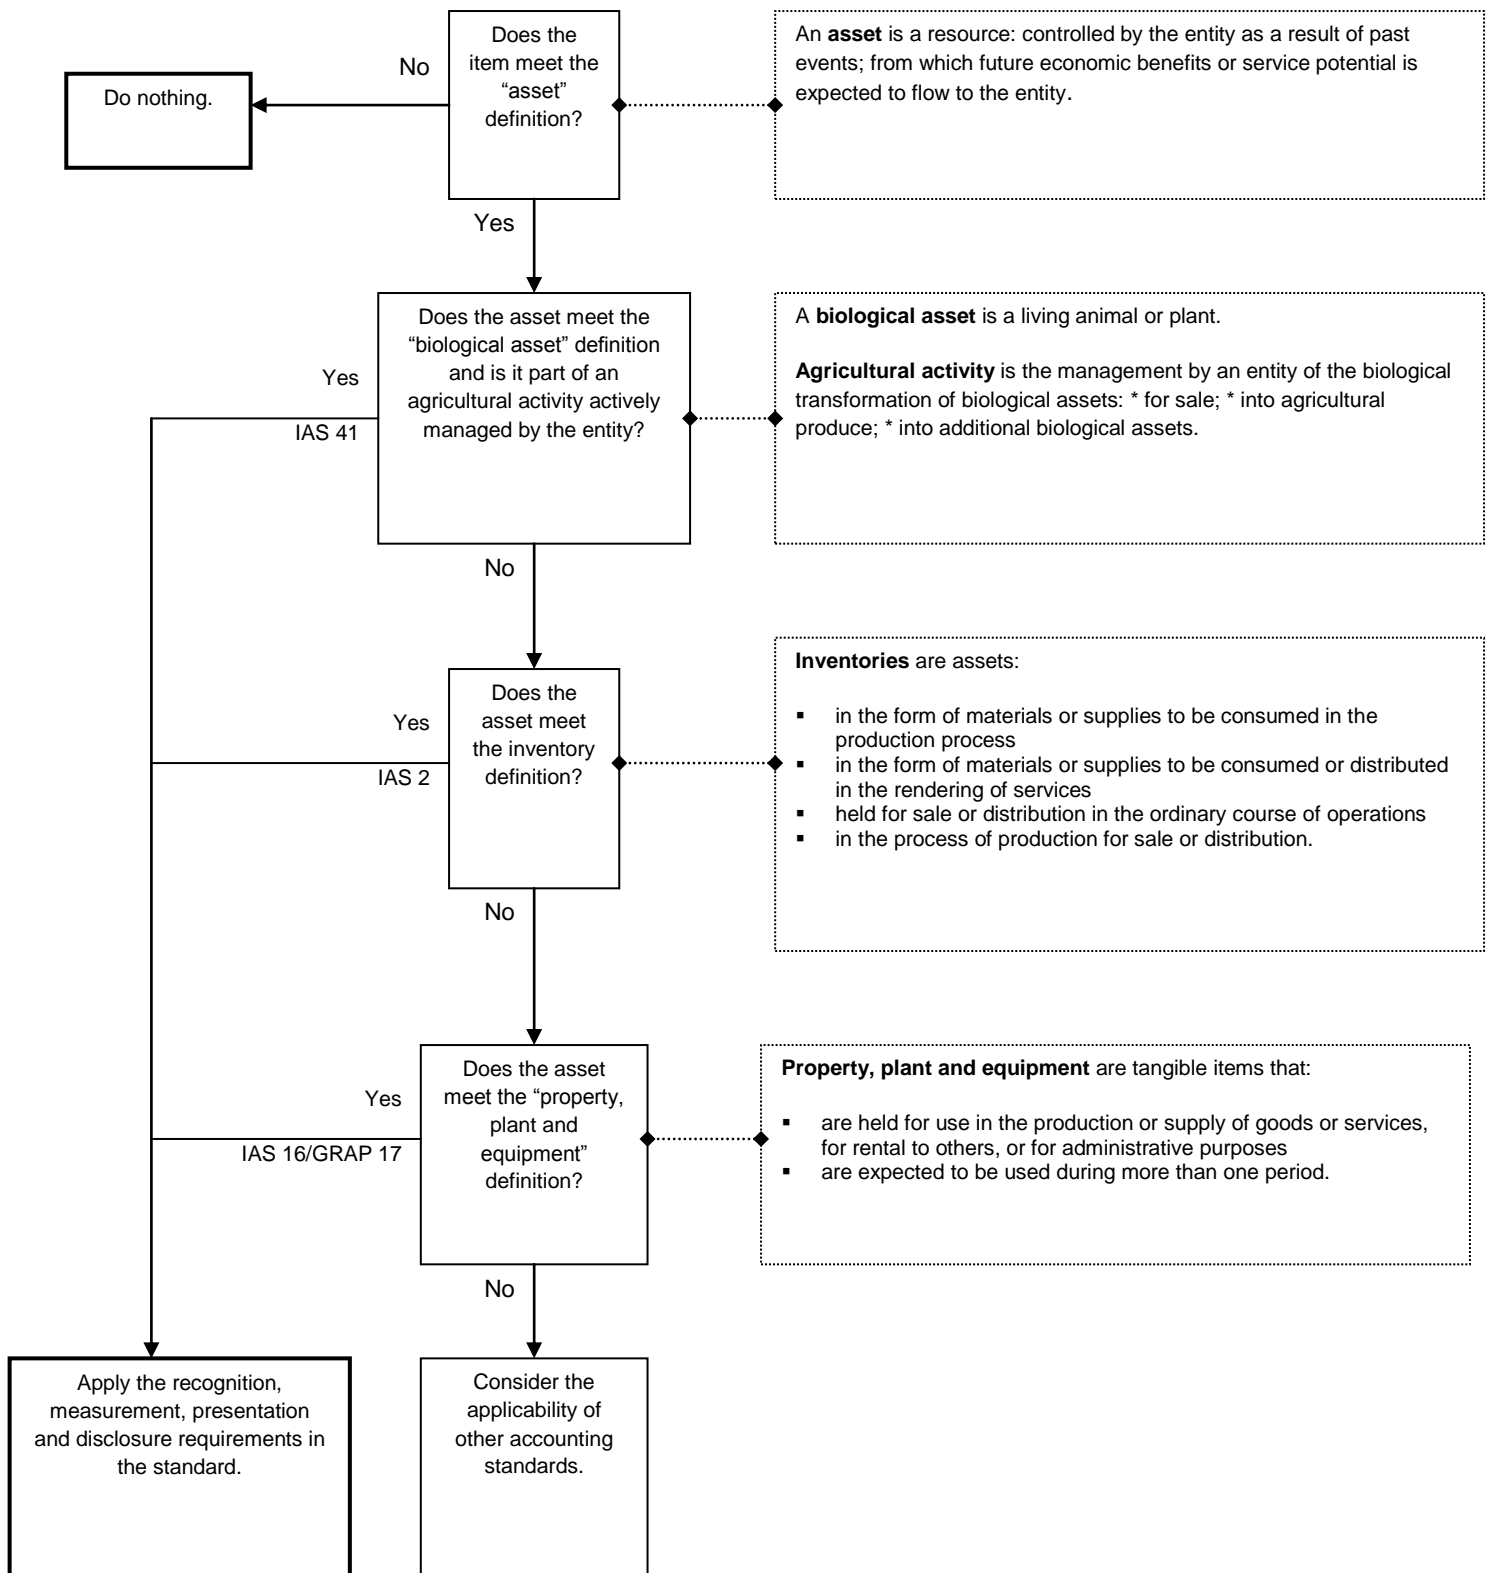 Does the
item meet the
“asset”
definition?
No
Do nothing.
An asset is a resource: controlled by the entity as a result of past
events; from which future economic benefits or service potential is
expected to flow to the entity.
Yes
Does the asset meet the
“biological asset” definition
and is it part of an
agricultural activity actively
managed by the entity?
Yes
IAS 41
A biological asset is a living animal or plant.
Agricultural activity is the management by an entity of the biological
transformation of biological assets: * for sale; * into agricultural
produce; * into additional biological assets.
No
Does the
asset meet
the inventory
definition?
Yes
IAS 2
Inventories are assets:
▪ in the form of materials or supplies to be consumed in the
production process
▪ in the form of materials or supplies to be consumed or distributed
in the rendering of services
▪ held for sale or distribution in the ordinary course of operations
▪ in the process of production for sale or distribution.
No
Does the asset
meet the “property,
plant and
equipment”
definition?
Yes
IAS 16/GRAP 17
Property, plant and equipment are tangible items that:
▪ are held for use in the production or supply of goods or services,
for rental to others, or for administrative purposes
▪ are expected to be used during more than one period.
No
Apply the recognition,
measurement, presentation
and disclosure requirements in
the standard.
Consider the
applicability of
other accounting
standards.